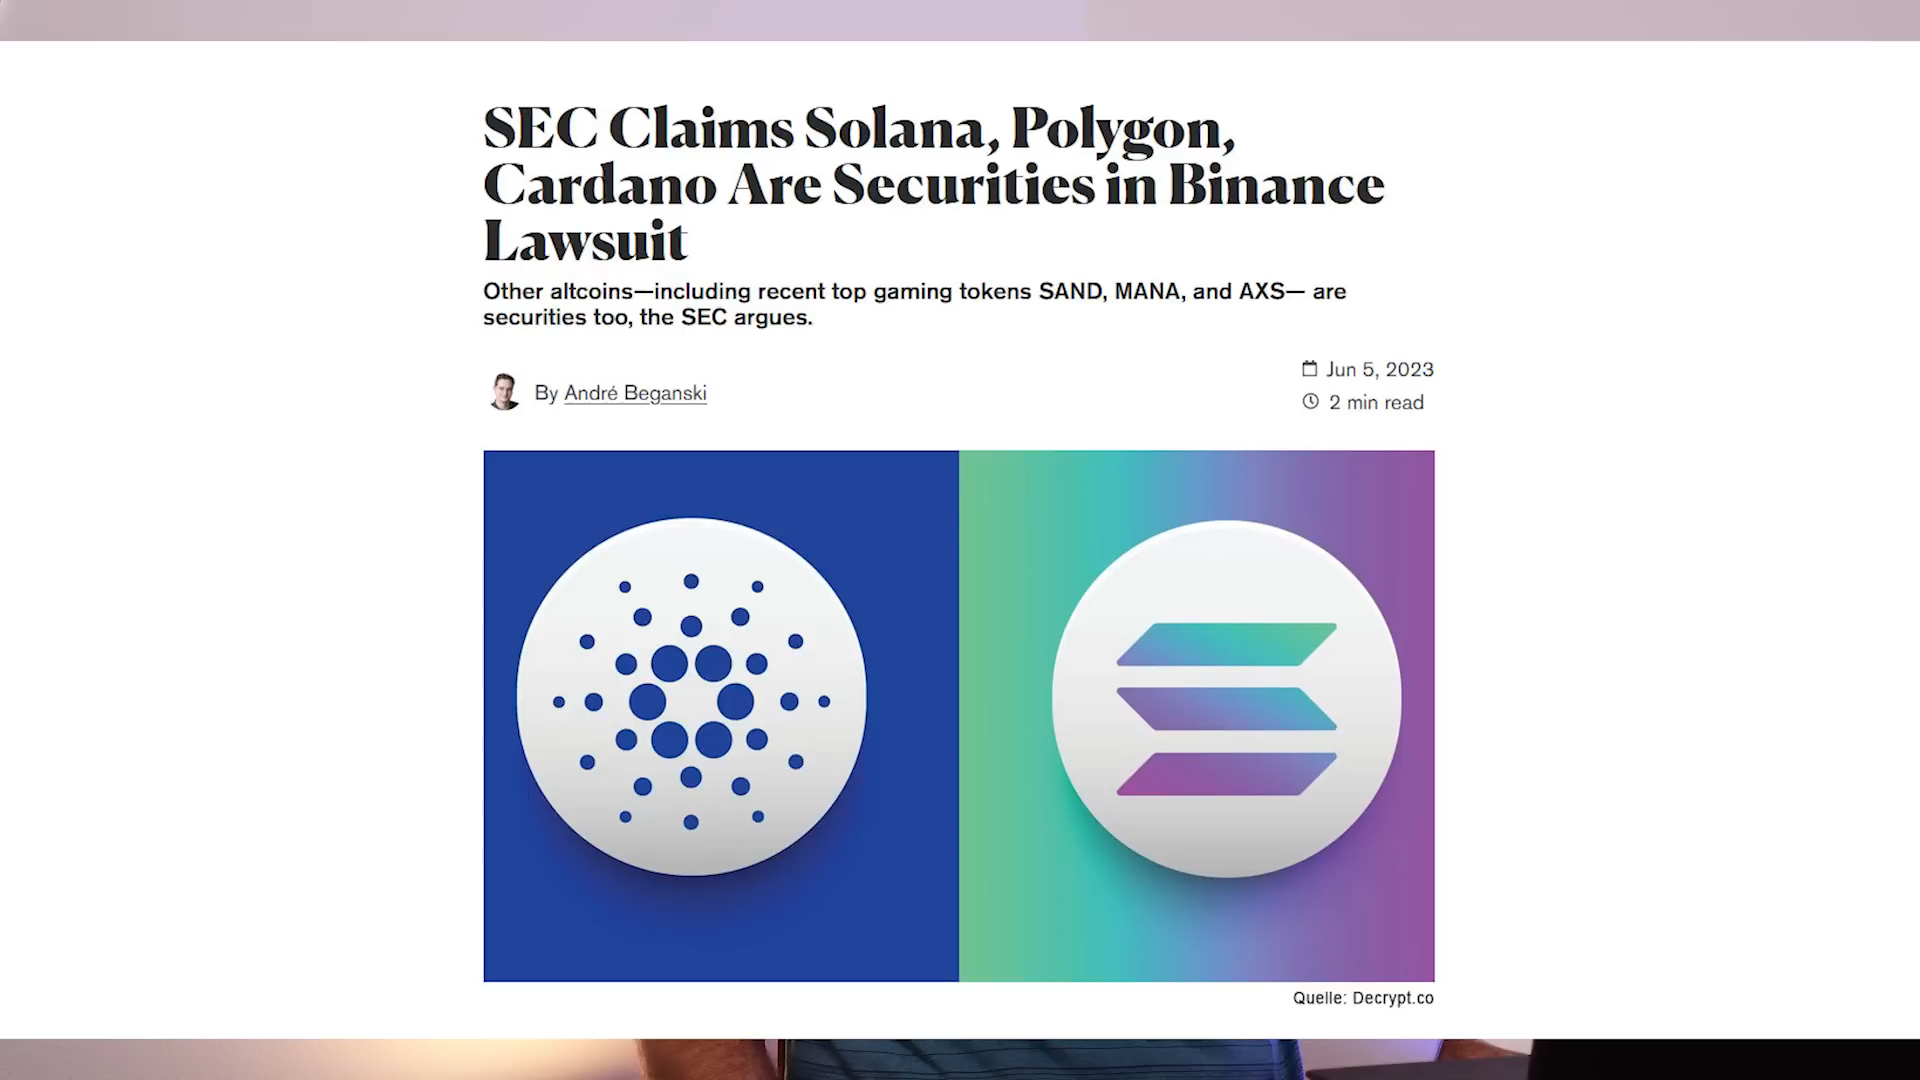 SEC Claims Solana, Polygon,
Cardano Are Securities in Binance
Lawsuit
Other altcoins—including recent top gaming tokens SAND, MANA, and AXS— are
securities too, the SEC argues.
By André Beganski
Jun 5, 2023
2 min read
Quelle: Decrypt.co